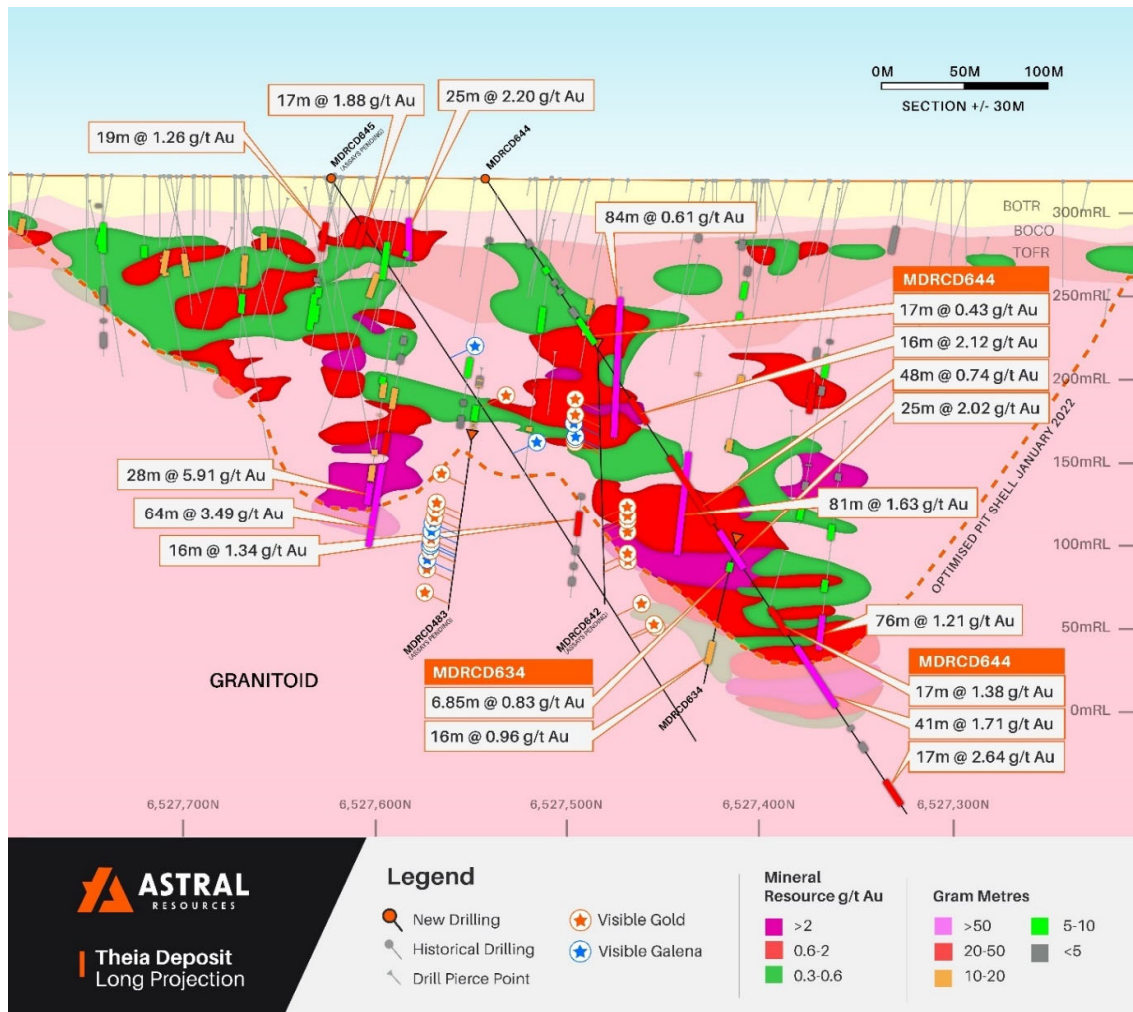 0M 50M 100M
SECTION +/- 30M
17m @ 1.88 g/t Au
25m @ 2.20 g/t Au
19m @ 1.26 g/t Au
MDRCD645
(ASSAYS PENDING)
MDRCD644
84m @ 0.61 g/t Au
BOTR
300mRL
BOCO
TOFR
MDRCD644
17m @ 0.43 g/t Au
16m @ 2.12 g/t Au
48m @ 0.74 g/t Au
25m @ 2.02 g/t Au
250mRL
200mRL
150mRL
100mRL
50mRL
0mRL
OPTIMISED PIT SHELL JANUARY 2022
28m @ 5.91 g/t Au
64m @ 3.49 g/t Au
16m @ 1.34 g/t Au
81m @ 1.63 g/t Au
76m @ 1.21 g/t Au
MDRCD483
(ASSAYS PENDING)
MDRCD642
(ASSAYS PENDING)
MDRCD634
GRANITOID
MDRCD634
6.85m @ 0.83 g/t Au
16m @ 0.96 g/t Au
MDRCD644
17m @ 1.38 g/t Au
41m @ 1.71 g/t Au
17m @ 2.64 g/t Au
6,527,700N 6,527,600N 6,527,500N 6,527,400N 6,527,300N
ASTRAL
RESOURCES
Theia Deposit
Long Projection
Legend
New Drilling
Historical Drilling
Drill Pierce Point
Visible Gold
Visible Galena
Mineral
Resource g/t Au
>2
0.6-2
0.3-0.6
Gram Metres
>50
20-50
10-20
5-10
<5